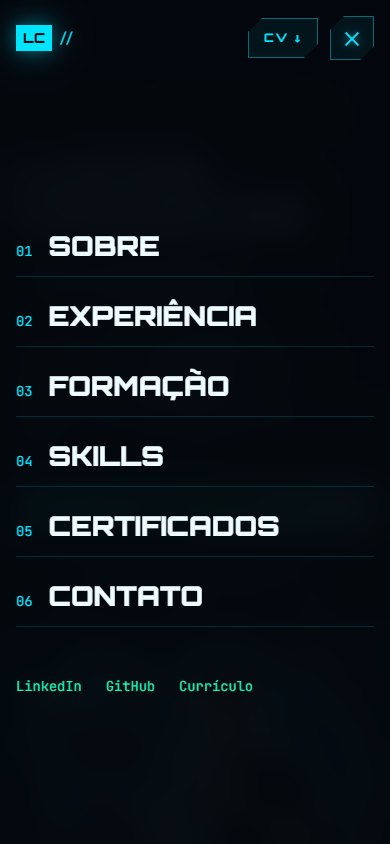 LC //
CV ↓
01 SOBRE
02 EXPERIÊNCIA
03 FORMAÇÃO
04 SKILLS
05 CERTIFICADOS
06 CONTATO
LinkedIn GitHub Currículo